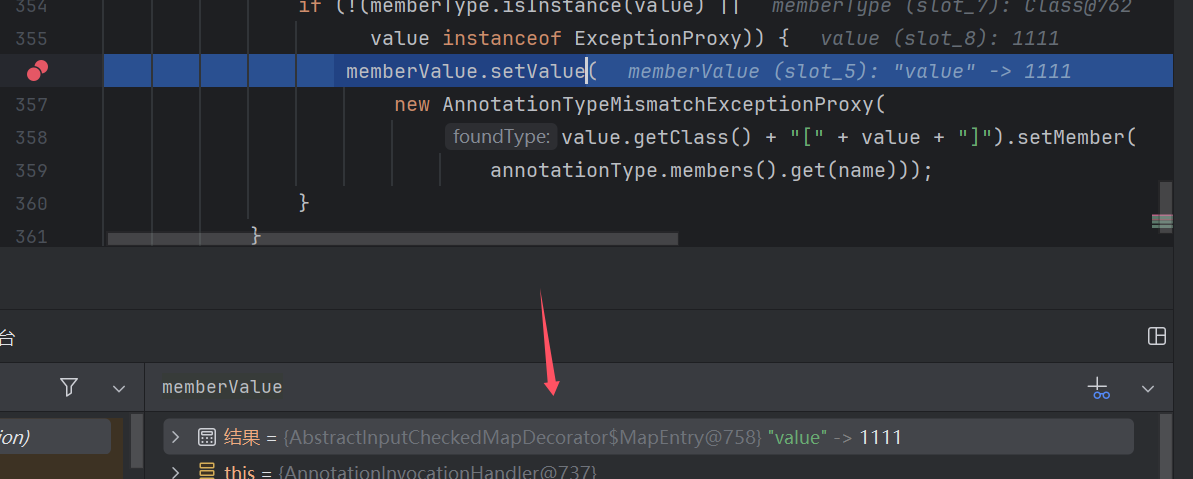 354 if (!(memberType.isInstance(value) || memberType (slot_7): Class@762
355 value instanceof ExceptionProxy)) { value (slot_8): 1111
memberValue.setValue( memberValue (slot_5): "value" -> 1111
357 new AnnotationTypeMismatchExceptionProxy(
358 foundType: value.getClass() + "[" + value + "]").setMember(
359 annotationType.members().get(name)));
360 }
361 }
台
memberValue
ion)
结果 = {AbstractInputCheckedMapDecorator$MapEntry@758} "value" -> 1111
this = {AnnotationInvocationHandler@737}